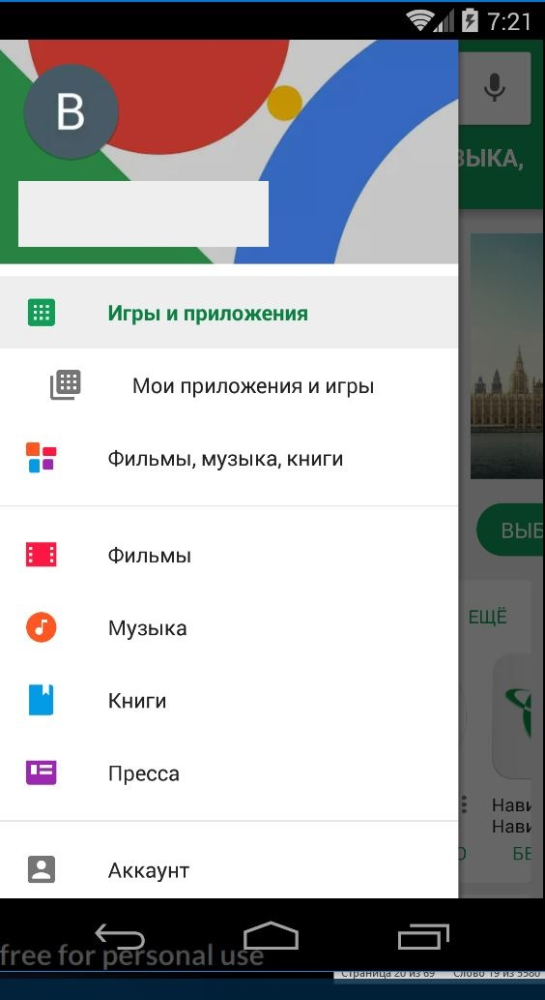 7:21
B
ЗЫКА,
Игры и приложения
Мои приложения и игры
Фильмы, музыка, книги
ВЫБ
Фильмы
ЕЩЁ
Музыка
Книги
Пресса
Нави
Нави
БЕ
Аккаунт
free for personal use
Страница 20 из 69 Слово 19 из 5580